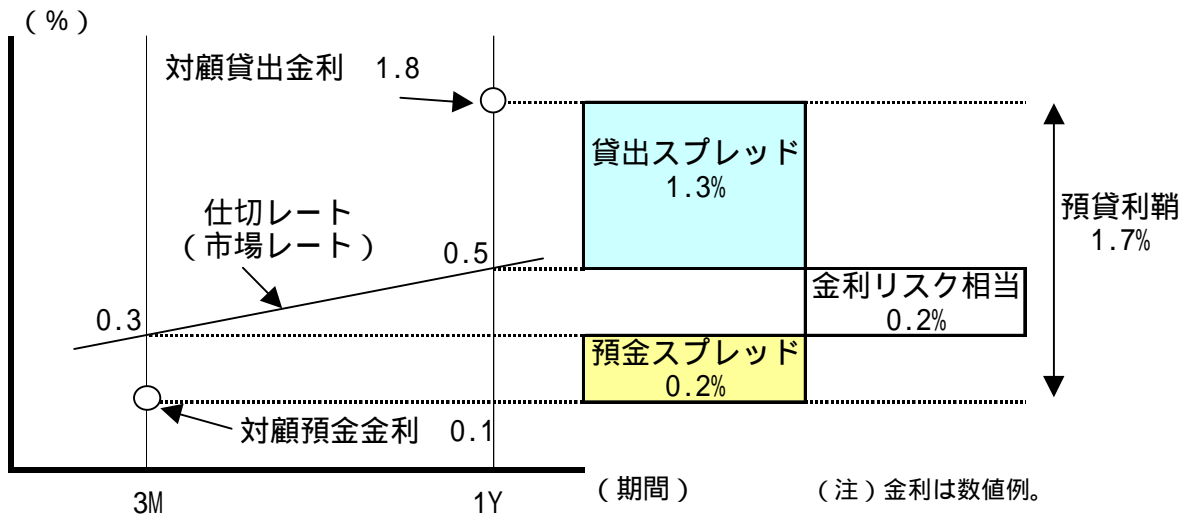 （％）
対顧貸出金利 1.8
貸出スプレッド
1.3%
預貸利鞘
1.7%
仕切レート
（市場レート）
0.5
金利リスク相当
0.2%
0.3
預金スプレッド
0.2%
対顧預金金利 0.1
3M
1Y
（期間）
（注）金利は数値例。